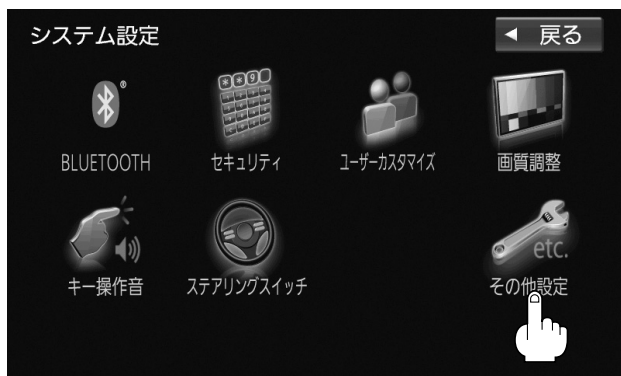 システム設定
◀ 戻る
BLUETOOTH
セキュリティ
ユーザーカスタマイズ
画質調整
キー操作音
ステアリングスイッチ
etc.
その他設定